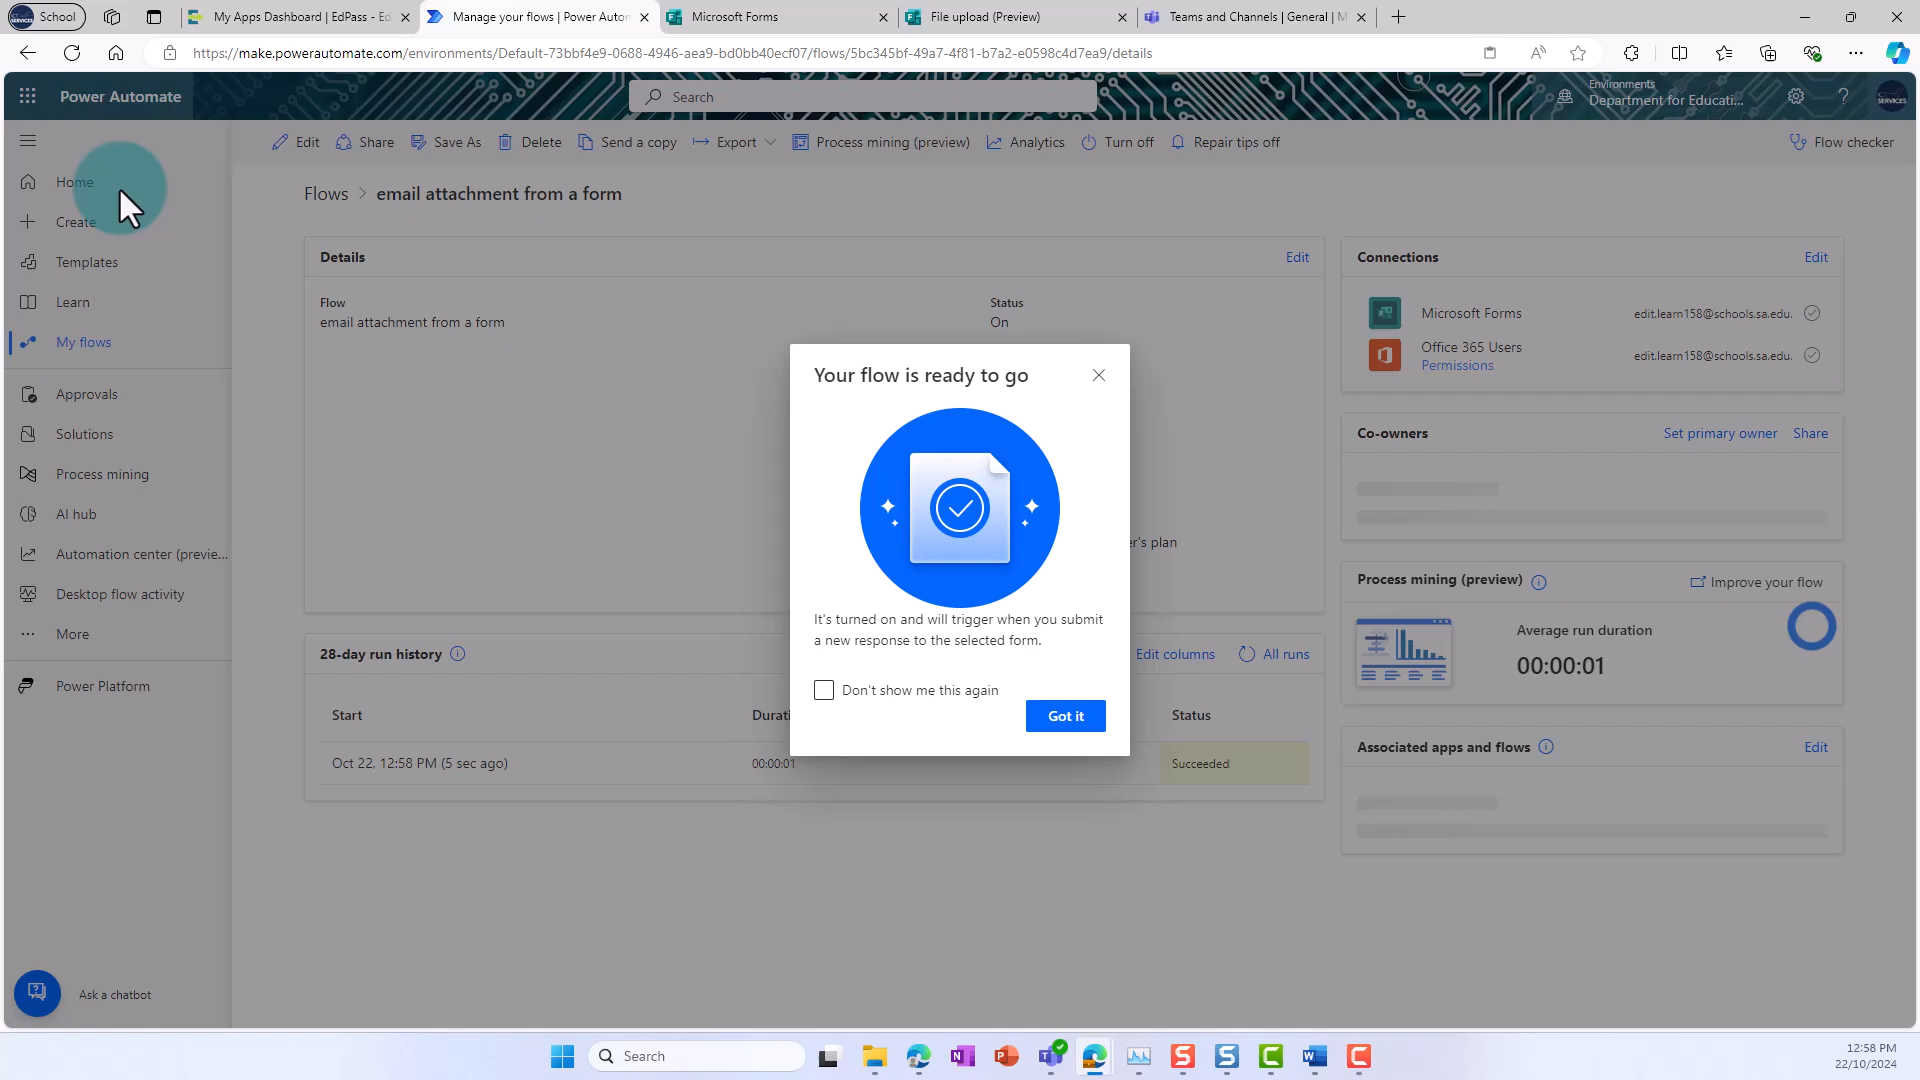 School
My Apps Dashboard | EdPass - Ed
Manage your flows | Power Auton
Microsoft Forms
File upload (Preview)
Teams and Channels | General | M
https://make.powerautomate.com/environments/Default-73bbf4e9-0688-4946-aea9-bd0bb40ecf07/flows/5bc345bf-49a7-4f81-b7a2-e0598c4d7ea9/details
Power Automate
Search
Environments
Department for Educati...
SERVICES
Edit
Share
Save As
Delete
Send a copy
Export
Process mining (preview)
Analytics
Turn off
Repair tips off
Flow checker
Home
Create
Templates
Learn
My flows
Approvals
Solutions
Process mining
AI hub
Automation center (previe...
Desktop flow activity
More
Power Platform
Ask a chatbot
Flows > email attachment from a form
Details
Edit
Flow
email attachment from a form
Status
On
er's plan
Your flow is ready to go
It's turned on and will trigger when you submit
a new response to the selected form.
Don't show me this again
Got it
28-day run history
Edit columns
All runs
Start
Durati
Status
Oct 22, 12:58 PM (5 sec ago)
00:00:01
Succeeded
Connections
Edit
Microsoft Forms
edit.learn158@schools.sa.edu.
Office 365 Users
Permissions
edit.learn158@schools.sa.edu.
Co-owners
Set primary owner
Share
Process mining (preview)
Improve your flow
Average run duration
00:00:01
Associated apps and flows
Edit
Search
12:58 PM
22/10/2024